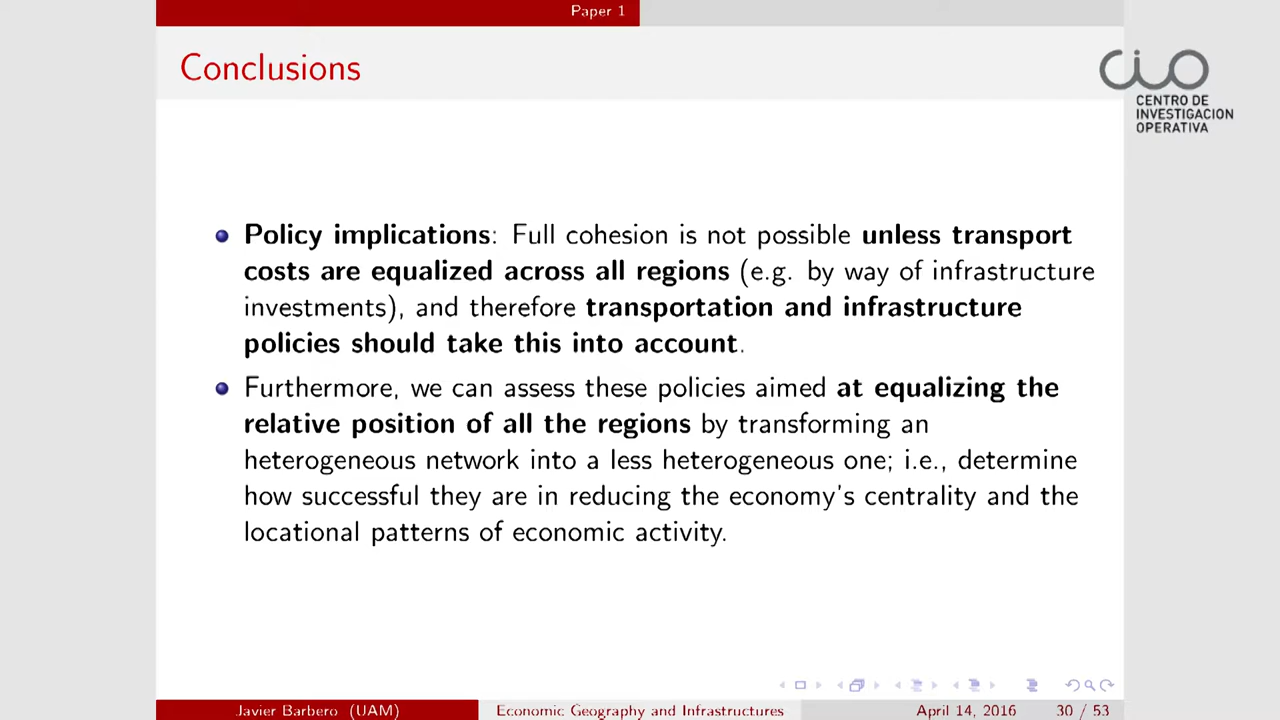 Paper 1
Conclusions
CIO
CENTRO DE
INVESTIGACION
OPERATIVA
Policy implications: Full cohesion is not possible unless transport
costs are equalized across all regions (e.g. by way of infrastructure
investments), and therefore transportation and infrastructure
policies should take this into account.
Furthermore, we can assess these policies aimed at equalizing the
relative position of all the regions by transforming an
heterogeneous network into a less heterogeneous one; i.e., determine
how successful they are in reducing the economy's centrality and the
locational patterns of economic activity.
Javier Barbero (UAM)
Economic Geography and Infrastructures
April 14, 2016
30 / 53